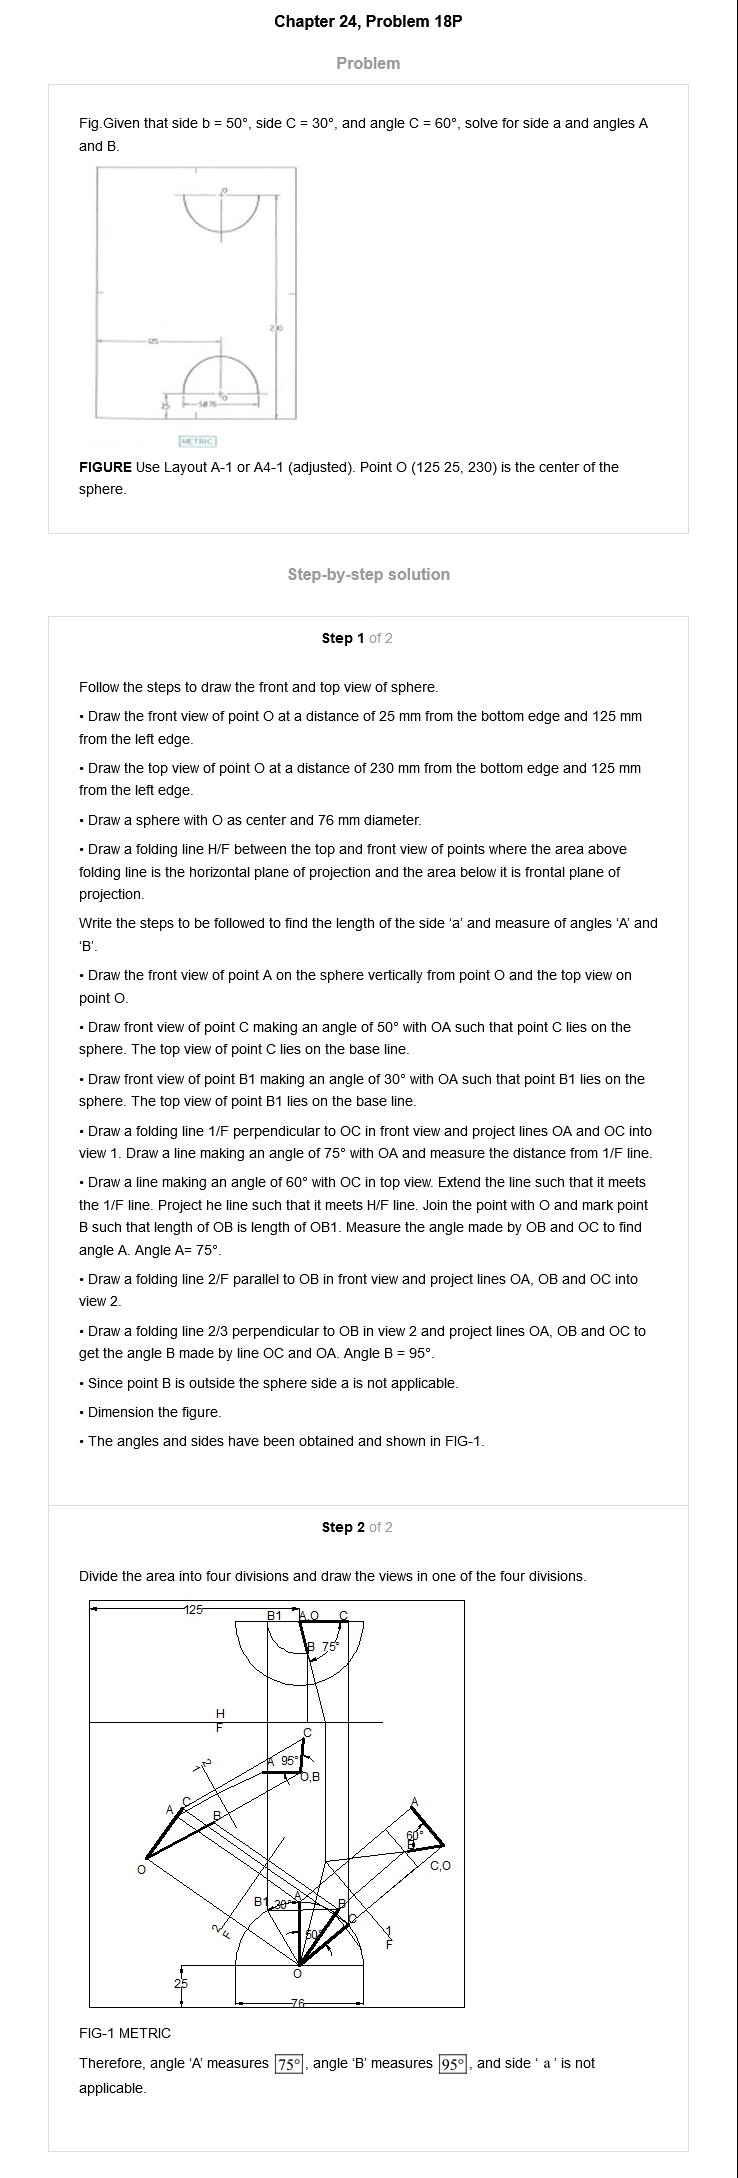 Chapter 24, Problem 18P
Problem
Fig.Given that side b = 50°, side C = 30°, and angle C = 60°, solve for side a and angles A
and B.
O
230
125
O
25
SØ76
METRIC
FIGURE Use Layout A-1 or A4-1 (adjusted). Point O (125 25, 230) is the center of the
sphere.
Step-by-step solution
Step 1 of 2
Follow the steps to draw the front and top view of sphere.
• Draw the front view of point O at a distance of 25 mm from the bottom edge and 125 mm
from the left edge.
• Draw the top view of point O at a distance of 230 mm from the bottom edge and 125 mm
from the left edge.
• Draw a sphere with O as center and 76 mm diameter.
• Draw a folding line H/F between the top and front view of points where the area above
folding line is the horizontal plane of projection and the area below it is frontal plane of
projection.
Write the steps to be followed to find the length of the side ‘a’ and measure of angles ‘A’ and
‘B’.
• Draw the front view of point A on the sphere vertically from point O and the top view on
point O.
• Draw front view of point C making an angle of 50° with OA such that point C lies on the
sphere. The top view of point C lies on the base line.
• Draw front view of point B1 making an angle of 30° with OA such that point B1 lies on the
sphere. The top view of point B1 lies on the base line.
• Draw a folding line 1/F perpendicular to OC in front view and project lines OA and OC into
view 1. Draw a line making an angle of 75° with OA and measure the distance from 1/F line.
• Draw a line making an angle of 60° with OC in top view. Extend the line such that it meets
the 1/F line. Project he line such that it meets H/F line. Join the point with O and mark point
B such that length of OB is length of OB1. Measure the angle made by OB and OC to find
angle A. Angle A= 75°.
• Draw a folding line 2/F parallel to OB in front view and project lines OA, OB and OC into
view 2.
• Draw a folding line 2/3 perpendicular to OB in view 2 and project lines OA, OB and OC to
get the angle B made by line OC and OA. Angle B = 95°.
• Since point B is outside the sphere side a is not applicable.
• Dimension the figure.
• The angles and sides have been obtained and shown in FIG-1.
Step 2 of 2
Divide the area into four divisions and draw the views in one of the four divisions.
125
B1 A,O C
B 75°
H
F
C
2
A 95°
O,B
A C
B
A
60°
B
C,O
O
B1 30° A
B
C
2
F
50°
1
F
O
25
76
FIG-1 METRIC
Therefore, angle ‘A’ measures 75°, angle ‘B’ measures 95°, and side ‘ a ’ is not
applicable.